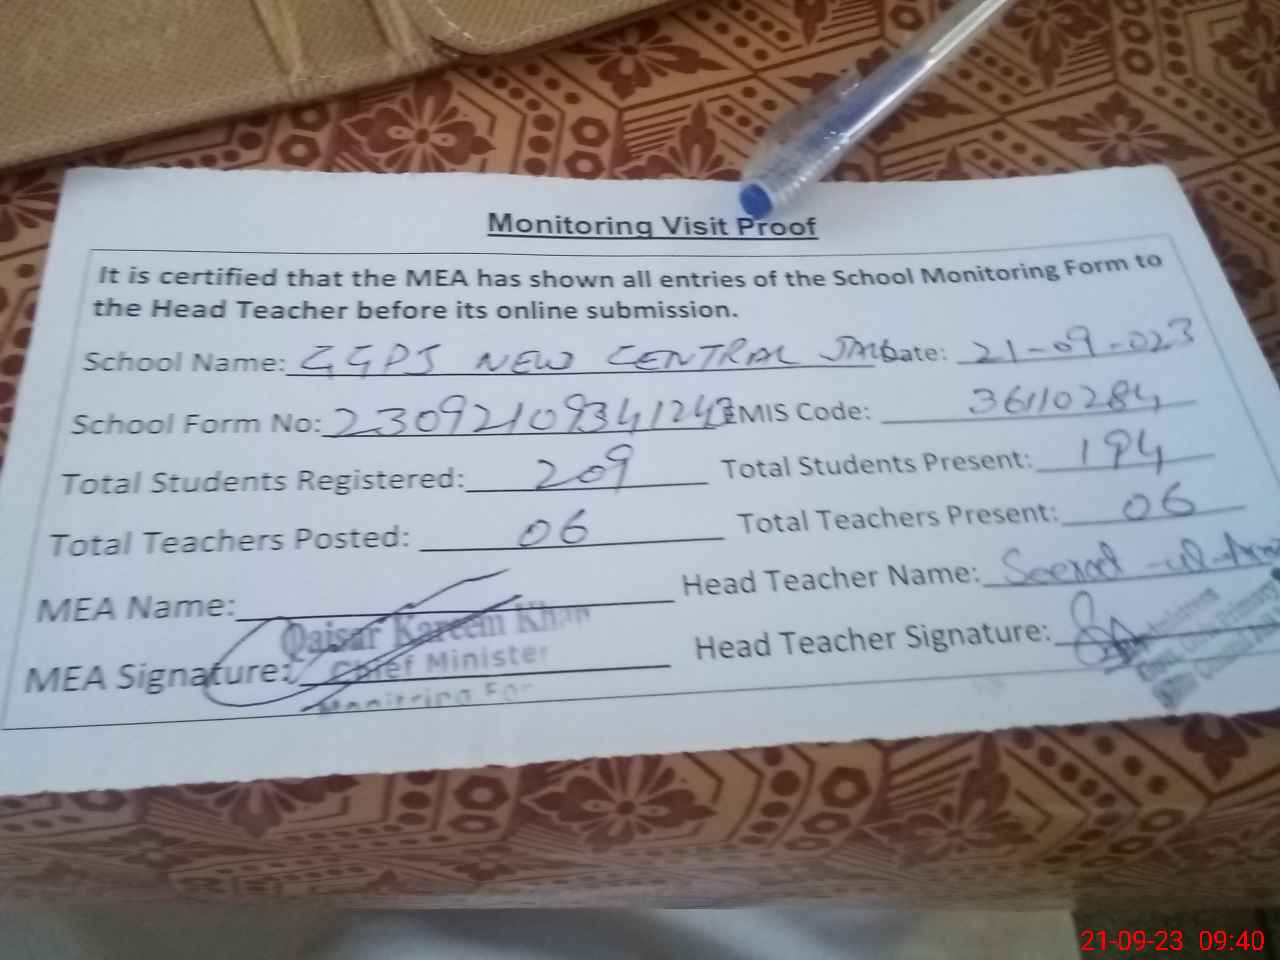 Monitoring Visit Proof
It is certified that the MEA has shown all entries of the School Monitoring Form to
the Head Teacher before its online submission.
School Name: GGPS NEW CENTRAL Date: 21-09-023
School Form No: EMIS Code: 36110284
Total Students Registered: 209 Total Students Present: 194
Total Teachers Posted: 06 Total Teachers Present: 06
MEA Name: Head Teacher Name:
Qaisar Kareem Khan
MEA Signature: Chief Minister Head Teacher Signature:
21-09-23 09:40